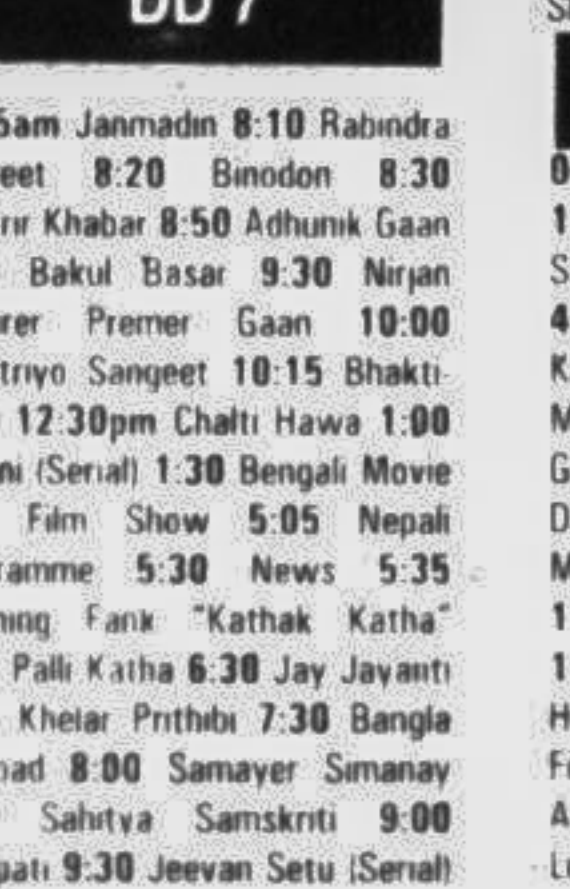 DD 7
5am Janmadin 8:10 Rabindra
eet 8:20 Binodon 8:30
rir Khabar 8:50 Adhunik Gaan
Bakul Basar 9:30 Nirjan
rer Premer Gaan 10:00
triyo Sangeet 10:15 Bhakti-
12:30pm Chalti Hawa 1:00
ni (Serial) 1:30 Bengali Movie
Film Show 5:05 Nepali
ramme 5:30 News 5:35
ning Fank "Kathak Katha"
Palli Katha 6:30 Jay Jayanti
Khelar Prithibi 7:30 Bangla
bad 8:00 Samayer Simanay
Sahitya Samskriti 9:00
pati 9:30 Jeevan Setu (Serial)
S
0
1
S
4
K
M
G
D
M
1
1
H
F
A
L